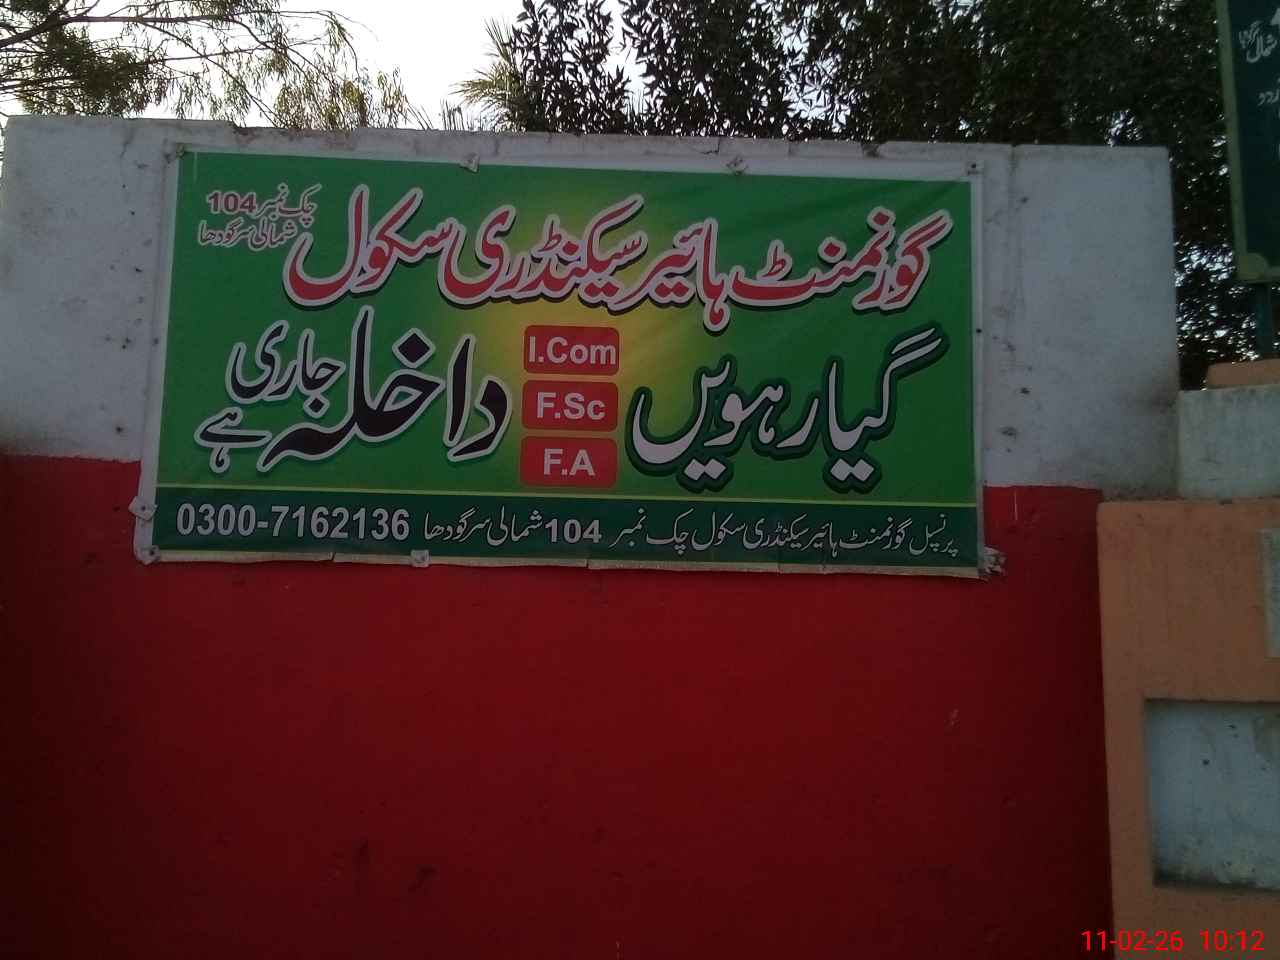 گورنمنٹ ہائیر سیکنڈری سکول
چک نمبر 104
شمالی سرگودھا
گیارہویں
I.Com
F.Sc
F.A
داخلہ جاری ہے
پرنسپل گورنمنٹ ہائیر سیکنڈری سکول چک نمبر 104 شمالی سرگودھا 0300-7162136
11-02-26 10:12